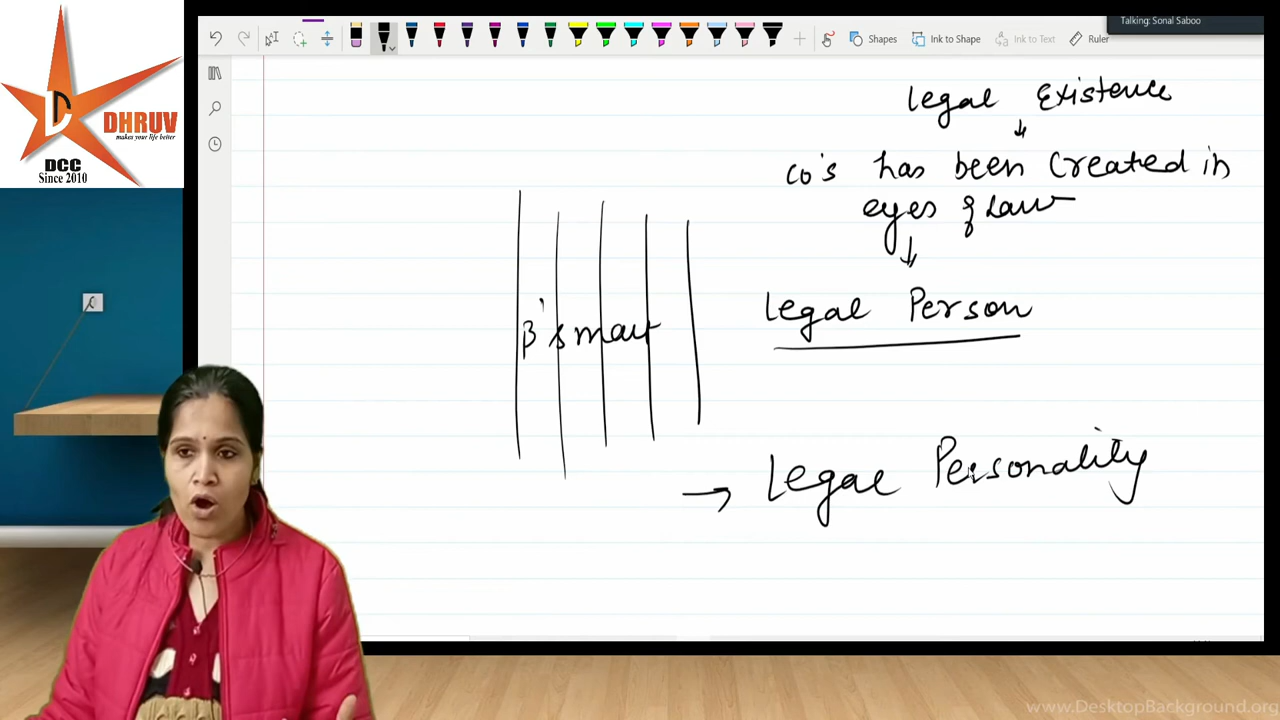 Talking: Sonal Saboo
Shapes
Ink to Shape
Ink to Text
Ruler
D
DHRUV
makes your life better
DCC
Since 2010
legal Existence
co's has been Created in
eyes of Law
legal Person
B's mart
→ Legal Personality
www.DesktopBackground.org